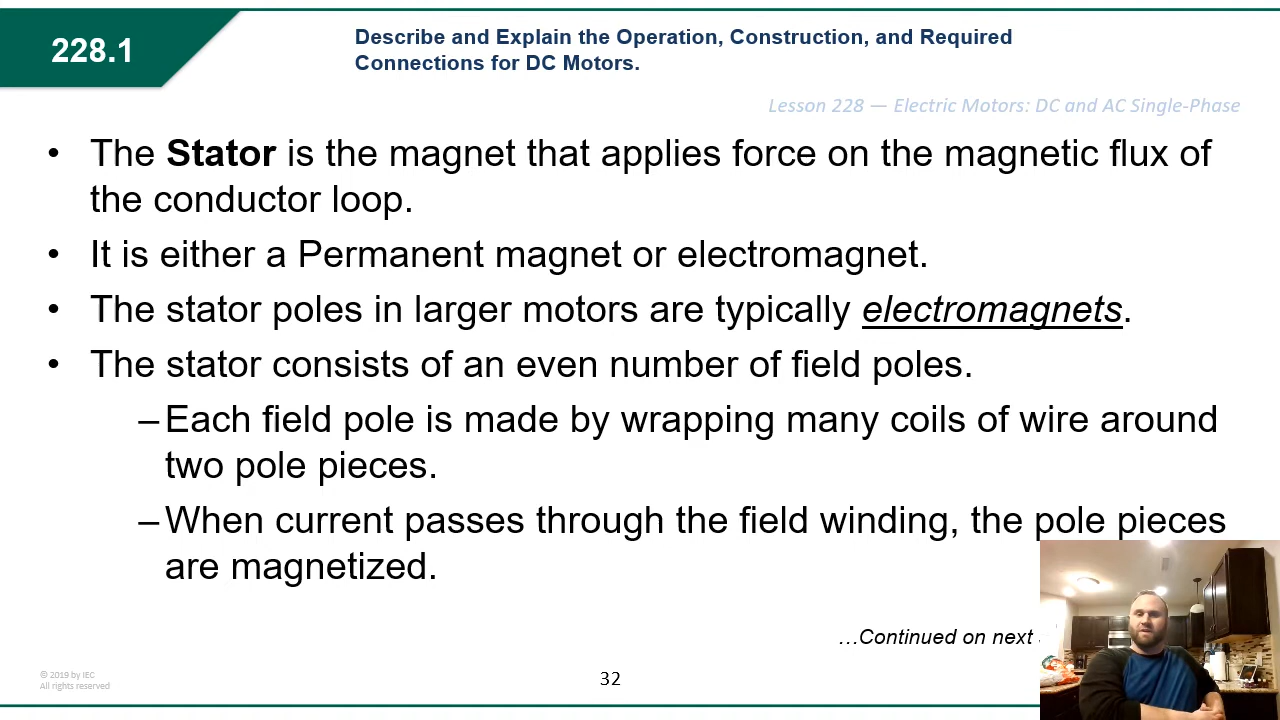 228.1
Describe and Explain the Operation, Construction, and Required
Connections for DC Motors.
Lesson 228 — Electric Motors: DC and AC Single-Phase
• The Stator is the magnet that applies force on the magnetic flux of
the conductor loop.
• It is either a Permanent magnet or electromagnet.
• The stator poles in larger motors are typically electromagnets.
• The stator consists of an even number of field poles.
– Each field pole is made by wrapping many coils of wire around
two pole pieces.
– When current passes through the field winding, the pole pieces
are magnetized.
…Continued on next
© 2019 by IEC
All rights reserved
32